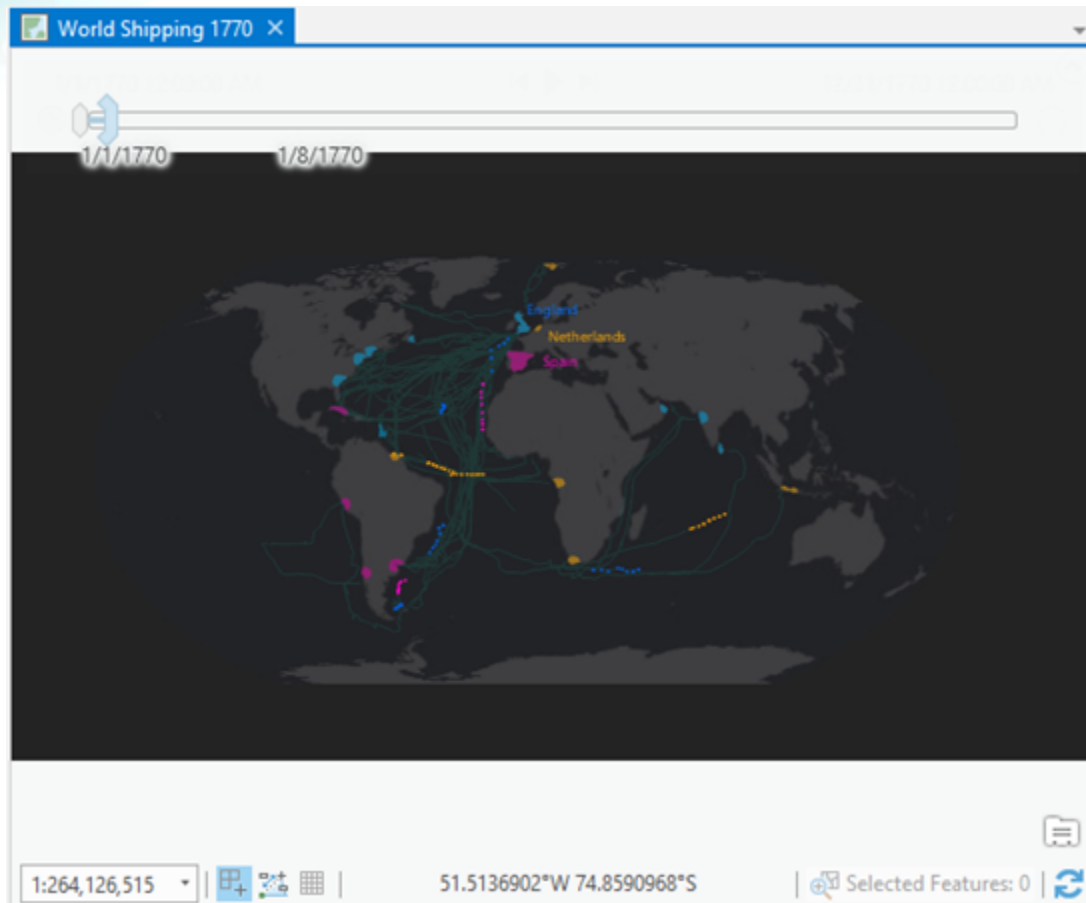 World Shipping 1770
1/1/1770 1/8/1770
England
Netherlands
Spain
1:264,126,515 51.5136902°W 74.8590968°S Selected Features: 0